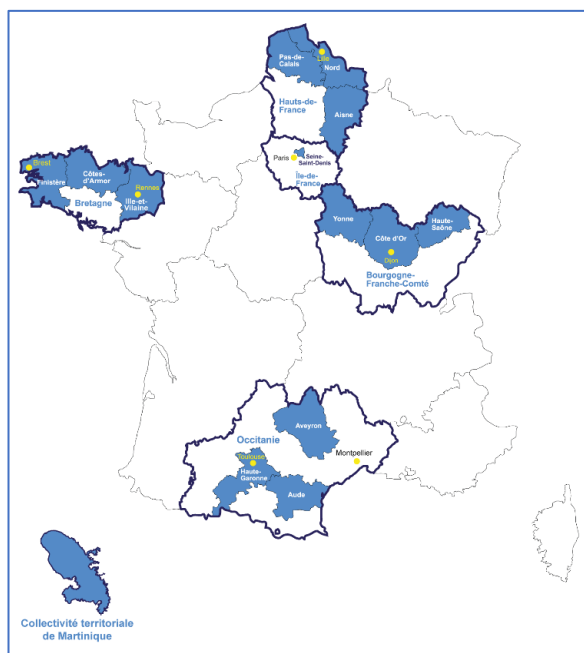 Lille
Pas-de-
Calais
Nord
Hauts-de-
France
Aisne
Paris
Seine-
Saint-Denis
Île-de-
France
Brest
Finistère
Côtes-
d'Armor
Rennes
Ille-et-
Vilaine
Bretagne
Yonne
Côte d'Or
Haute-
Saône
Dijon
Bourgogne-
Franche-Comté
Aveyron
Occitanie
Montpellier
Toulouse
Haute-
Garonne
Aude
Collectivité territoriale
de Martinique